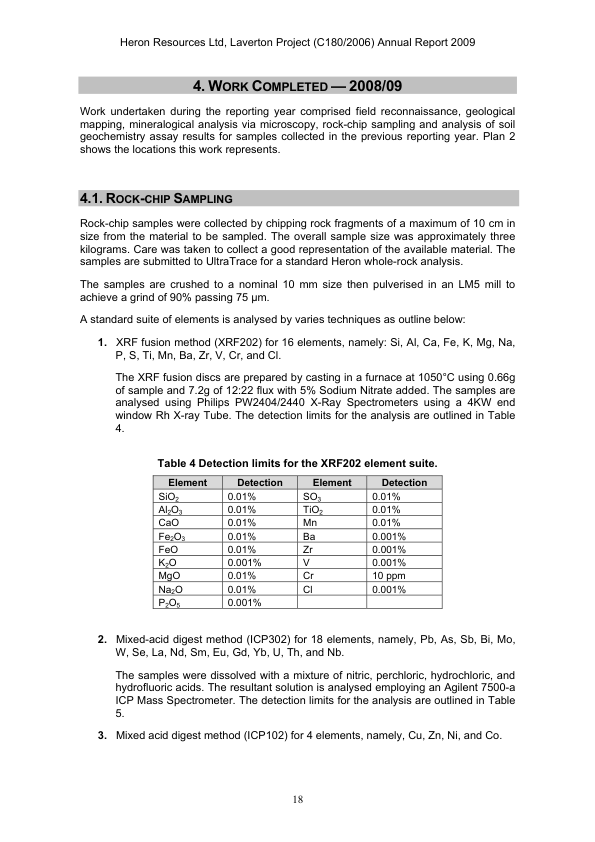 Heron Resources Ltd, Laverton Project (C180/2006) Annual Report 2009
4. WORK COMPLETED — 2008/09
Work undertaken during the reporting year comprised field reconnaissance, geological
mapping, mineralogical analysis via microscopy, rock-chip sampling and analysis of soil
geochemistry assay results for samples collected in the previous reporting year. Plan 2
shows the locations this work represents.
4.1. ROCK-CHIP SAMPLING
Rock-chip samples were collected by chipping rock fragments of a maximum of 10 cm in
size from the material to be sampled. The overall sample size was approximately three
kilograms. Care was taken to collect a good representation of the available material. The
samples are submitted to UltraTrace for a standard Heron whole-rock analysis.
The samples are crushed to a nominal 10 mm size then pulverised in an LM5 mill to
achieve a grind of 90% passing 75 µm.
A standard suite of elements is analysed by varies techniques as outline below:
1. XRF fusion method (XRF202) for 16 elements, namely: Si, Al, Ca, Fe, K, Mg, Na,
P, S, Ti, Mn, Ba, Zr, V, Cr, and Cl.
The XRF fusion discs are prepared by casting in a furnace at 1050°C using 0.66g
of sample and 7.2g of 12:22 flux with 5% Sodium Nitrate added. The samples are
analysed using Philips PW2404/2440 X-Ray Spectrometers using a 4KW end
window Rh X-ray Tube. The detection limits for the analysis are outlined in Table
4.
Table 4 Detection limits for the XRF202 element suite.
Element Detection Element Detection
SiO₂ 0.01% SO₃ 0.01%
Al₂O₃ 0.01% TiO₂ 0.01%
CaO 0.01% Mn 0.01%
Fe₂O₃ 0.01% Ba 0.001%
FeO 0.01% Zr 0.001%
K₂O 0.001% V 0.001%
MgO 0.01% Cr 10 ppm
Na₂O 0.01% Cl 0.001%
P₂O₅ 0.001%
2. Mixed-acid digest method (ICP302) for 18 elements, namely, Pb, As, Sb, Bi, Mo,
W, Se, La, Nd, Sm, Eu, Gd, Yb, U, Th, and Nb.
The samples were dissolved with a mixture of nitric, perchloric, hydrochloric, and
hydrofluoric acids. The resultant solution is analysed employing an Agilent 7500-a
ICP Mass Spectrometer. The detection limits for the analysis are outlined in Table
5.
3. Mixed acid digest method (ICP102) for 4 elements, namely, Cu, Zn, Ni, and Co.
18